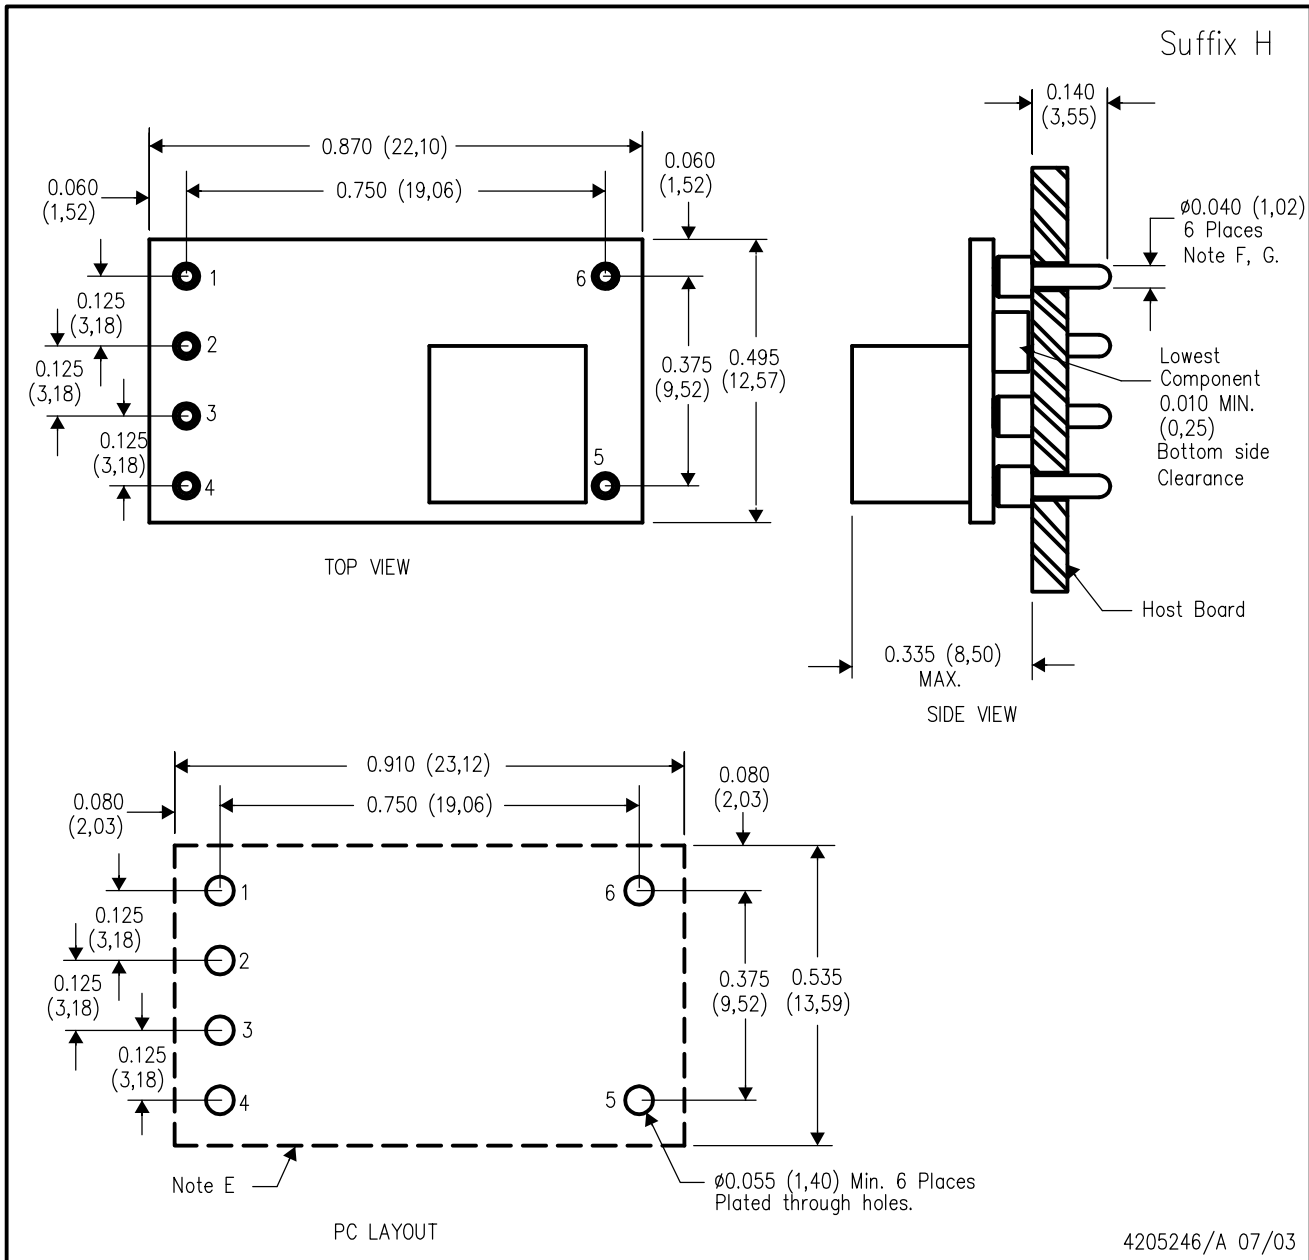 Suffix H
0.140
(3,55)
0.870 (22,10)
0.060
(1,52)
0.750 (19,06)
0.060
(1,52)
ø0.040 (1,02)
6 Places
Note F, G.
1
6
0.125
(3,18)
2
0.125
(3,18)
0.375
(9,52)
0.495
(12,57)
Lowest
Component
0.010 MIN.
(0,25)
Bottom side
Clearance
3
0.125
(3,18)
5
4
TOP VIEW
Host Board
0.335 (8,50)
MAX.
SIDE VIEW
0.910 (23,12)
0.080
(2,03)
0.750 (19,06)
0.080
(2,03)
1
6
0.125
(3,18)
2
0.125
(3,18)
0.375
(9,52)
0.535
(13,59)
3
0.125
(3,18)
4
5
Note E
ø0.055 (1,40) Min. 6 Places
Plated through holes.
PC LAYOUT
4205246/A 07/03